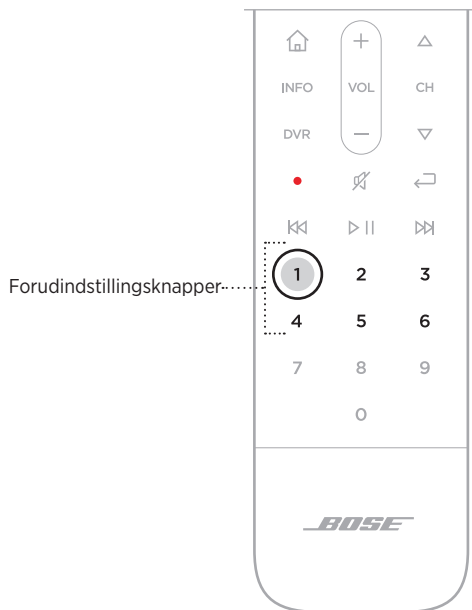 INFO VOL CH
DVR
Forudindstillingsknapper
1 2 3
4 5 6
7 8 9
0
BOSE